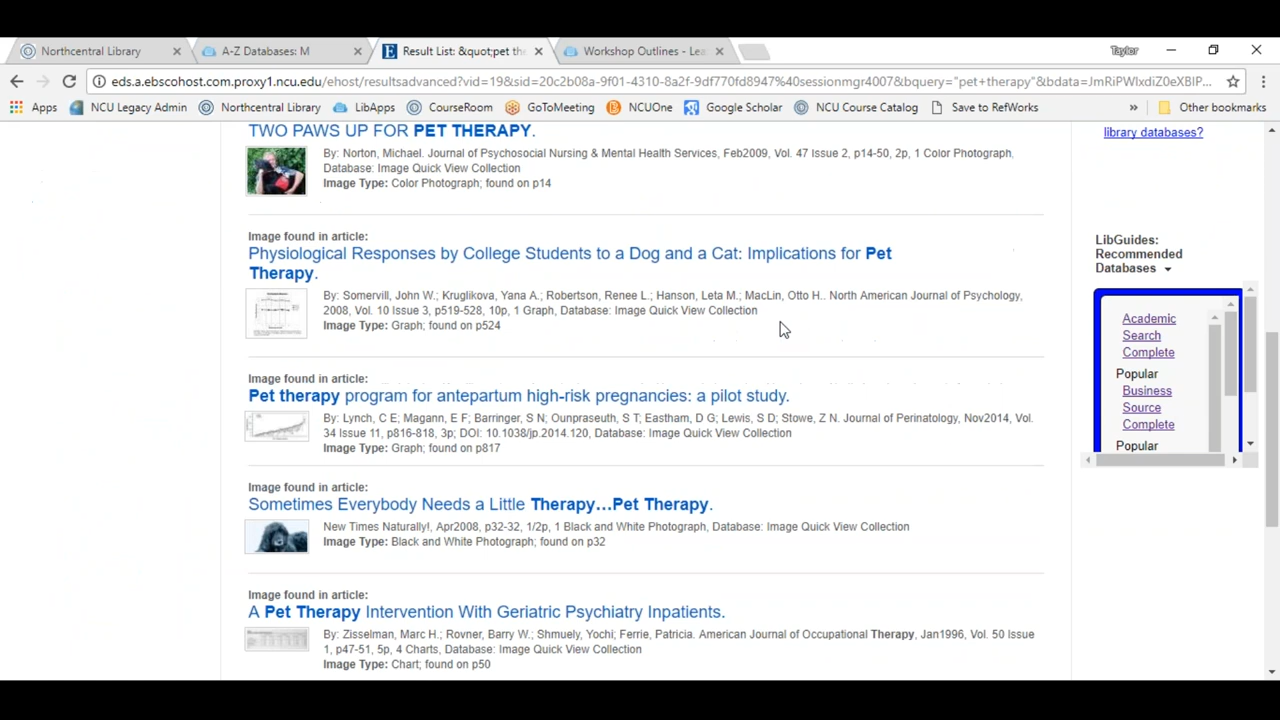 Northcentral Library
A-Z Databases: M
Result List: &quot;pet the
Workshop Outlines - Lea
Taylor
eds.a.ebscohost.com.proxy1.ncu.edu/ehost/resultsadvanced?vid=19&sid=20c2b08a-9f01-4310-8a2f-9df770fd8947%40sessionmgr4007&bquery="pet+therapy"&bdata=JmRiPWlxdiZ0eXBlP...
Apps
NCU Legacy Admin
Northcentral Library
LibApps
CourseRoom
GoToMeeting
NCUOne
Google Scholar
NCU Course Catalog
Save to RefWorks
»
Other bookmarks
TWO PAWS UP FOR PET THERAPY.
By: Norton, Michael. Journal of Psychosocial Nursing & Mental Health Services, Feb2009, Vol. 47 Issue 2, p14-50, 2p, 1 Color Photograph,
Database: Image Quick View Collection
Image Type: Color Photograph; found on p14
Image found in article:
Physiological Responses by College Students to a Dog and a Cat: Implications for Pet
Therapy.
By: Somervill, John W.; Kruglikova, Yana A.; Robertson, Renee L.; Hanson, Leta M.; MacLin, Otto H.. North American Journal of Psychology,
2008, Vol. 10 Issue 3, p519-528, 10p, 1 Graph, Database: Image Quick View Collection
Image Type: Graph; found on p524
Image found in article:
Pet therapy program for antepartum high-risk pregnancies: a pilot study.
By: Lynch, C E; Magann, E F; Barringer, S N; Ounpraseuth, S T; Eastham, D G; Lewis, S D; Stowe, Z N. Journal of Perinatology, Nov2014, Vol.
34 Issue 11, p816-818, 3p; DOI: 10.1038/jp.2014.120, Database: Image Quick View Collection
Image Type: Graph; found on p817
Image found in article:
Sometimes Everybody Needs a Little Therapy…Pet Therapy.
New Times Naturally!, Apr2008, p32-32, 1/2p, 1 Black and White Photograph, Database: Image Quick View Collection
Image Type: Black and White Photograph; found on p32
Image found in article:
A Pet Therapy Intervention With Geriatric Psychiatry Inpatients.
By: Zisselman, Marc H.; Rovner, Barry W.; Shmuely, Yochi; Ferrie, Patricia. American Journal of Occupational Therapy, Jan1996, Vol. 50 Issue
1, p47-51, 5p, 4 Charts, Database: Image Quick View Collection
Image Type: Chart; found on p50
library databases?
LibGuides:
Recommended
Databases
Academic
Search
Complete
Popular
Business
Source
Complete
Popular